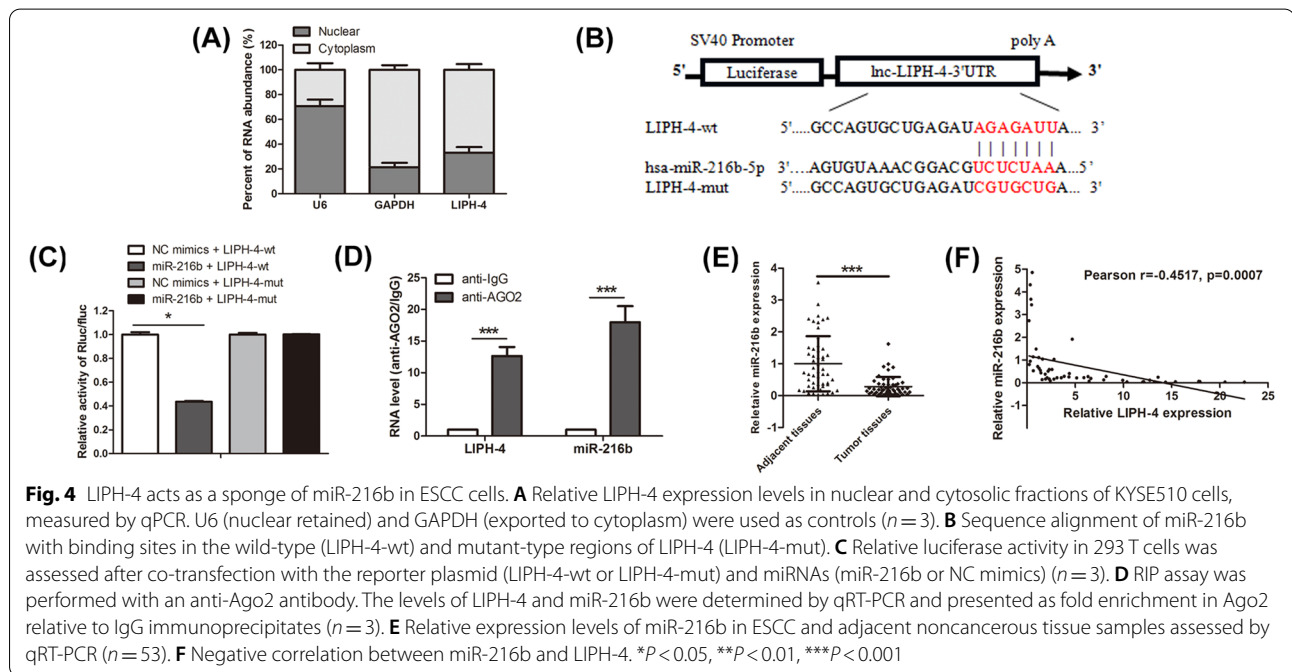 (A)
Nuclear
Cytoplasm
Percent of RNA abundance (%)
120
100
80
60
40
20
0
U6 GAPDH LIPH-4
(B)
SV40 Promoter poly A
5' Luciferase lnc-LIPH-4-3'UTR 3'
LIPH-4-wt 5'.....GCCAGUGCUGAGAUAGAGAUUA... 3'
hsa-miR-216b-5p 3'....AGUGUAAACGGACGUCUCUAAA...5'
LIPH-4-mut 5'.....GCCAGUGCUGAGAUCGUGCUGA... 3'
(C)
NC mimics + LIPH-4-wt
miR-216b + LIPH-4-wt
NC mimics + LIPH-4-mut
miR-216b + LIPH-4-mut
Relative activity of Rluc/fluc
1.2
1.0
0.8
0.6
0.4
0.2
0.0
*
(D)
anti-IgG
anti-AGO2
RNA level (anti-AGO2/IgG)
25
20
15
10
5
0
***
***
LIPH-4 miR-216b
(E)
Reletaive miR-216b expression
4
3
2
1
0
-1
***
Adjacent tissues Tumor tissues
(F)
Pearson r=-0.4517, p=0.0007
Relative miR-216b expression
5
4
3
2
1
0
-1
5 10 15 20 25
Relative LIPH-4 expression
Fig. 4 LIPH-4 acts as a sponge of miR-216b in ESCC cells. A Relative LIPH-4 expression levels in nuclear and cytosolic fractions of KYSE510 cells,
measured by qPCR. U6 (nuclear retained) and GAPDH (exported to cytoplasm) were used as controls (n = 3). B Sequence alignment of miR-216b
with binding sites in the wild-type (LIPH-4-wt) and mutant-type regions of LIPH-4 (LIPH-4-mut). C Relative luciferase activity in 293 T cells was
assessed after co-transfection with the reporter plasmid (LIPH-4-wt or LIPH-4-mut) and miRNAs (miR-216b or NC mimics) (n = 3). D RIP assay was
performed with an anti-Ago2 antibody. The levels of LIPH-4 and miR-216b were determined by qRT-PCR and presented as fold enrichment in Ago2
relative to IgG immunoprecipitates (n = 3). E Relative expression levels of miR-216b in ESCC and adjacent noncancerous tissue samples assessed by
qRT-PCR (n = 53). F Negative correlation between miR-216b and LIPH-4. *P < 0.05, **P < 0.01, ***P < 0.001